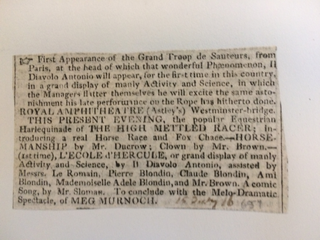 ☞ First Appearance of the Grand Troop de Sauteurs, from
Paris, at the head of which that wonderful Phenomenon, Il
Diavolo Antonio will appear, for the first time in this country,
in a grand display of manly Activity and Science, in which
the Managers flatter themselves he will excite the same asto-
nishment his late performance on the Rope has hitherto done.
ROYAL AMPHITHEATRE (Astley's) Westminster-bridge.
THIS PRESENT EVENING, the popular Equestrian
Harlequinade of THE HIGH METTLED RACER; in-
troducing a real Horse Race and Fox Chace.—HORSE-
MANSHIP by Mr. Ducrow; Clown by Mr. Brown.—
(1st time), L'ECOLE d'HERCULE, or grand display of manly
Activity and Science, by Il Diavolo Antonio, assisted by
Messrs. Le Romain, Pierre Blondin, Claude Blondin, Ami
Blondin, Mademoiselle Adele Blondin, and Mr. Brown. A comic
Song, by Mr. Sloman. To conclude with the Melo-Dramatic
Spectacle, of MEG MURNOCH.
July 16